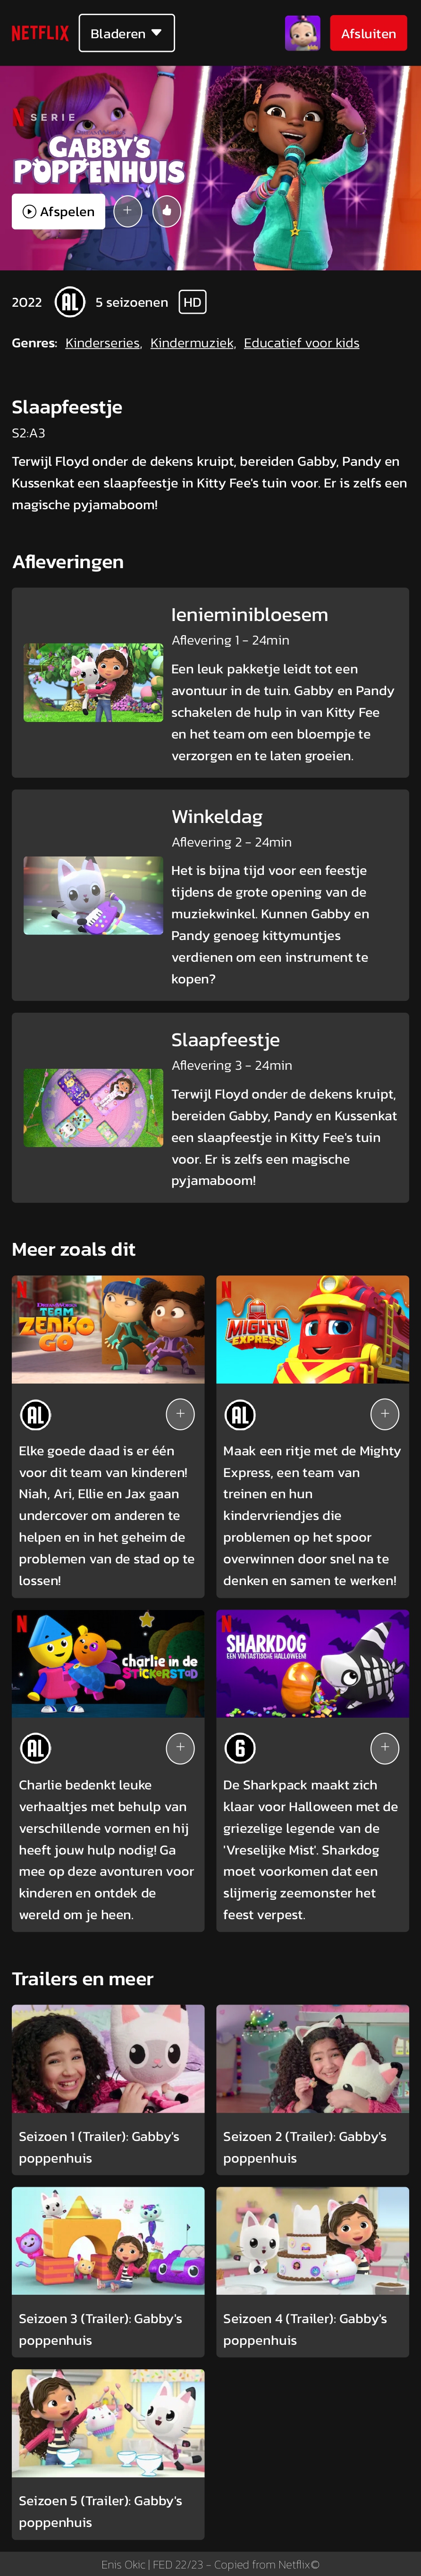 NETFLIX
Bladeren
Afsluiten
N SERIE
GABBY'S
POPPENHUIS
Afspelen
2022 AL 5 seizoenen HD
Genres: Kinderseries, Kindermuziek, Educatief voor kids
Slaapfeestje
S2:A3
Terwijl Floyd onder de dekens kruipt, bereiden Gabby, Pandy en
Kussenkat een slaapfeestje in Kitty Fee's tuin voor. Er is zelfs een
magische pyjamaboom!
Afleveringen
Ienieminibloesem
Aflevering 1 - 24min
Een leuk pakketje leidt tot een
avontuur in de tuin. Gabby en Pandy
schakelen de hulp in van Kitty Fee
en het team om een bloempje te
verzorgen en te laten groeien.
Winkeldag
Aflevering 2 - 24min
Het is bijna tijd voor een feestje
tijdens de grote opening van de
muziekwinkel. Kunnen Gabby en
Pandy genoeg kittymuntjes
verdienen om een instrument te
kopen?
Slaapfeestje
Aflevering 3 - 24min
Terwijl Floyd onder de dekens kruipt,
bereiden Gabby, Pandy en Kussenkat
een slaapfeestje in Kitty Fee's tuin
voor. Er is zelfs een magische
pyjamaboom!
Meer zoals dit
N
TEAM
ZENKO
GO
AL
Elke goede daad is er één
voor dit team van kinderen!
Niah, Ari, Ellie en Jax gaan
undercover om anderen te
helpen en in het geheim de
problemen van de stad op te
lossen!
N
MIGHTY
EXPRESS
AL
Maak een ritje met de Mighty
Express, een team van
treinen en hun
kindervriendjes die
problemen op het spoor
overwinnen door snel na te
denken en samen te werken!
N
charlie in de
STICKERSTAD
AL
Charlie bedenkt leuke
verhaaltjes met behulp van
verschillende vormen en hij
heeft jouw hulp nodig! Ga
mee op deze avonturen voor
kinderen en ontdek de
wereld om je heen.
N
SHARKDOG
EEN VINTASTISCHE HALLOWEEN!
6
De Sharkpack maakt zich
klaar voor Halloween met de
griezelige legende van de
'Vreselijke Mist'. Sharkdog
moet voorkomen dat een
slijmerig zeemonster het
feest verpest.
Trailers en meer
Seizoen 1 (Trailer): Gabby's
poppenhuis
Seizoen 2 (Trailer): Gabby's
poppenhuis
Seizoen 3 (Trailer): Gabby's
poppenhuis
Seizoen 4 (Trailer): Gabby's
poppenhuis
Seizoen 5 (Trailer): Gabby's
poppenhuis
Enis Okic | FED 22/23 - Copied from Netflix©